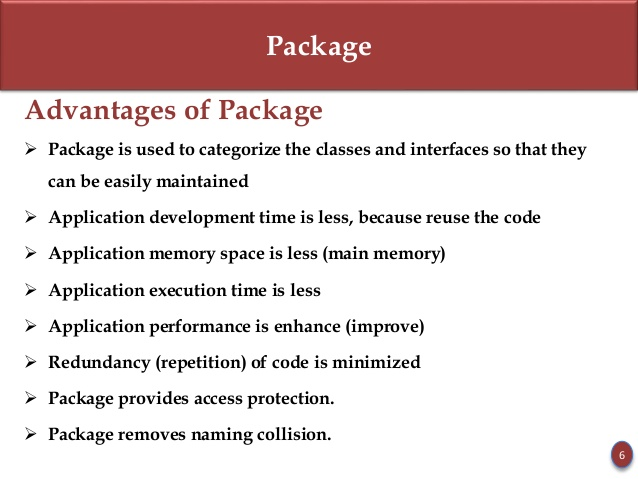 Package
Advantages of Package
➢ Package is used to categorize the classes and interfaces so that they
can be easily maintained
➢ Application development time is less, because reuse the code
➢ Application memory space is less (main memory)
➢ Application execution time is less
➢ Application performance is enhance (improve)
➢ Redundancy (repetition) of code is minimized
➢ Package provides access protection.
➢ Package removes naming collision.
6